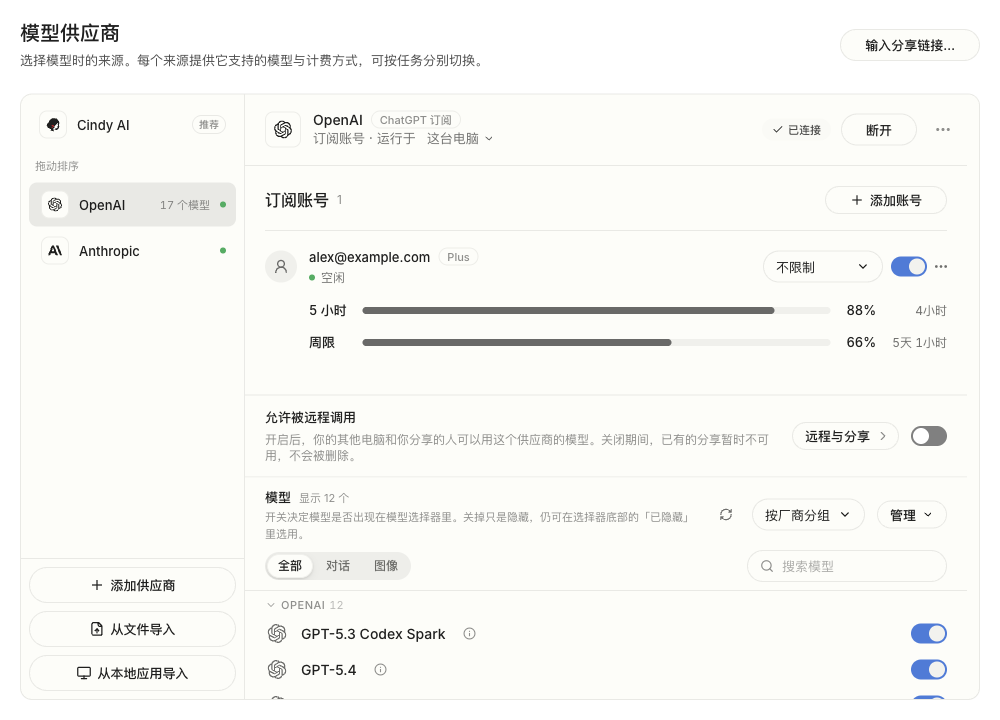 模型供应商
选择模型时的来源。每个来源提供它支持的模型与计费方式，可按任务分别切换。
输入分享链接...
Cindy AI
推荐
拖动排序
OpenAI
17 个模型
Anthropic
添加供应商
从文件导入
从本地应用导入
OpenAI
ChatGPT 订阅
订阅账号 · 运行于 这台电脑
已连接
断开
订阅账号 1
添加账号
alex@example.com
Plus
空闲
不限制
5 小时
88%
4小时
周限
66%
5天 1小时
允许被远程调用
开启后，你的其他电脑和你分享的人可以用这个供应商的模型。关闭期间，已有的分享暂时不可
用，不会被删除。
远程与分享
模型 显示 12 个
开关决定模型是否出现在模型选择器里。关掉只是隐藏，仍可在选择器底部的「已隐藏」
里选用。
按厂商分组
管理
全部
对话
图像
搜索模型
OPENAI 12
GPT-5.3 Codex Spark
GPT-5.4